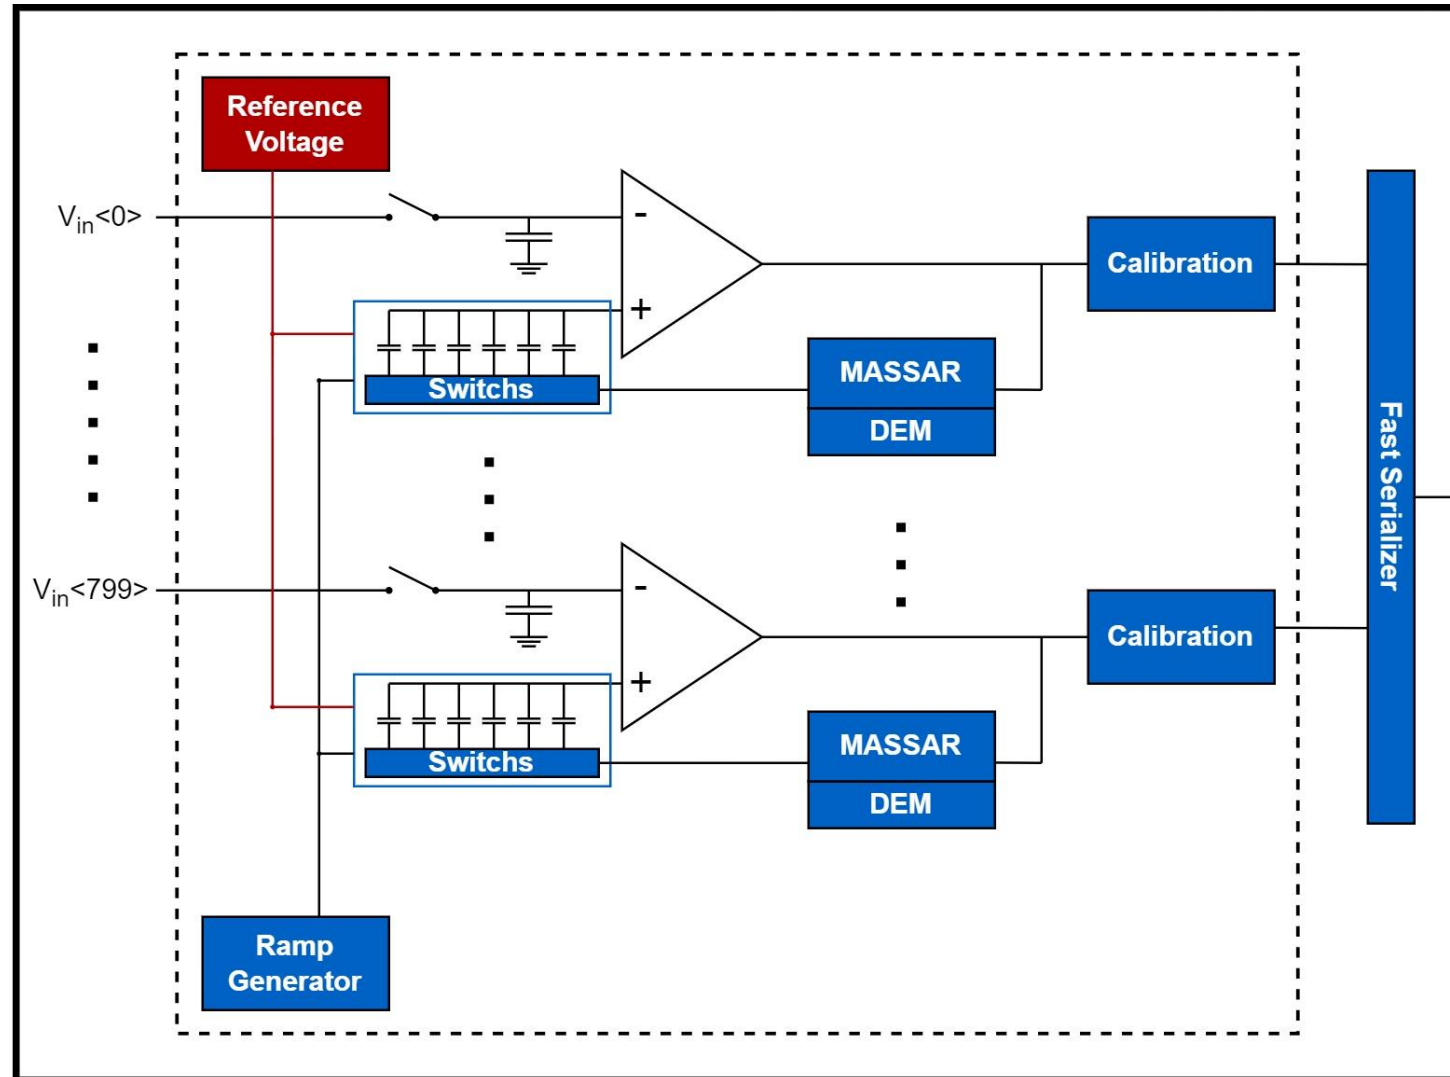 Reference
Voltage
Vin<0>
-
+
Calibration
MASSAR
Switchs
DEM
Fast Serializer
Vin<799>
-
+
Calibration
MASSAR
Switchs
DEM
Ramp
Generator